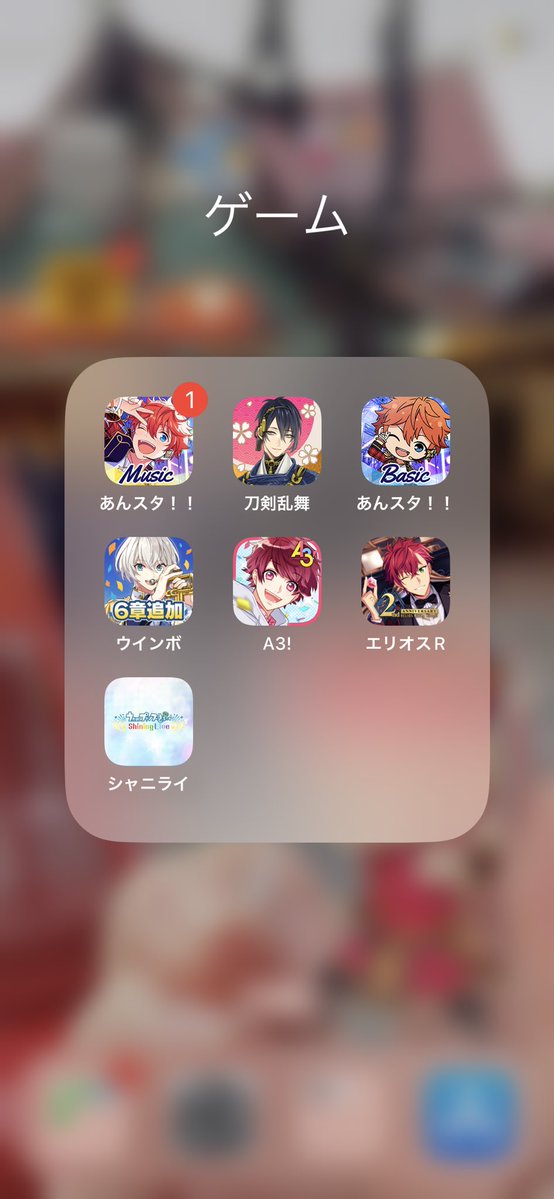 ゲーム
1
Music
あんスタ！！
刀剣乱舞
Basic
あんスタ！！
6章追加
ウインボ
A3!
A3!
2nd ANNIVERSARY
エリオスR
Shining Live
シャニライ